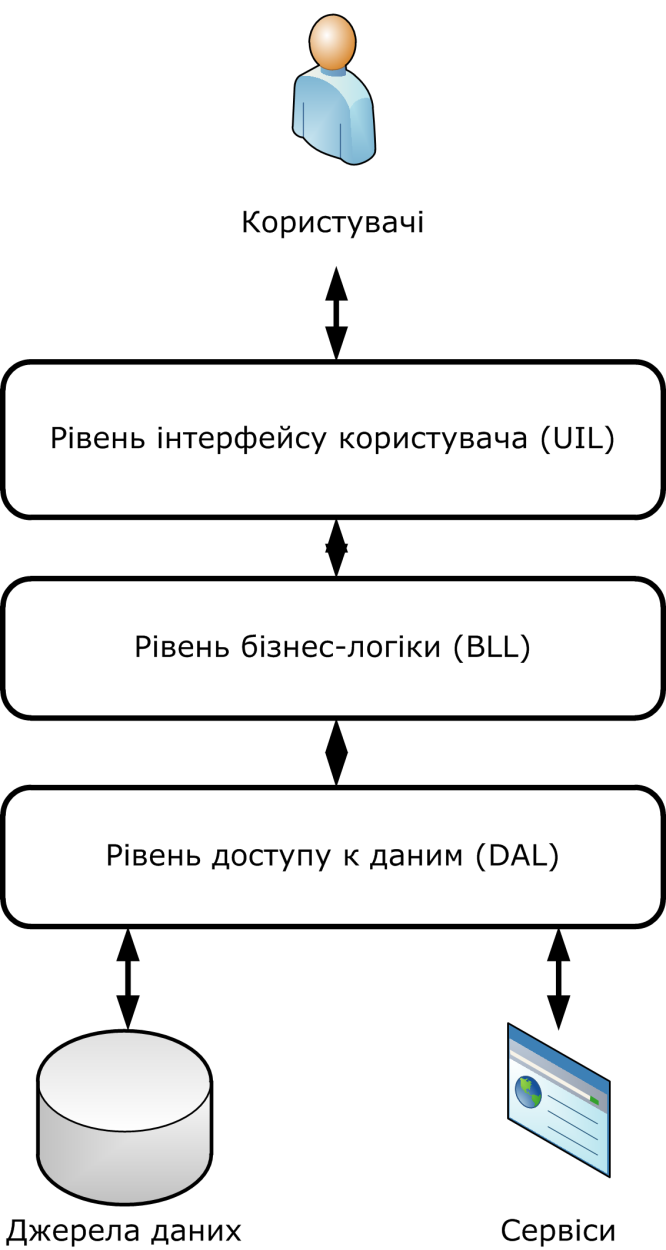 Користувачі
Рівень інтерфейсу користувача (UIL)
Рівень бізнес-логіки (BLL)
Рівень доступу к даним (DAL)
Джерела даних
Сервіси